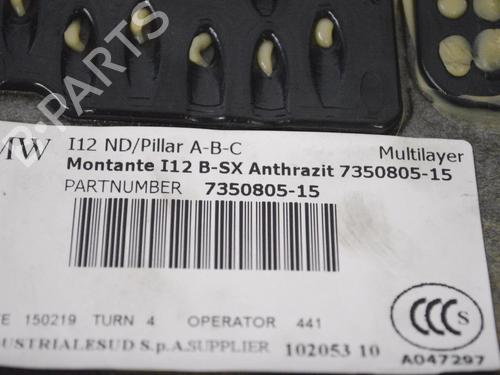 MW I12 ND/Pillar A-B-C Multilayer
Montante I12 B-SX Anthrazit 7350805-15
PARTNUMBER 7350805-15
150219 TURN 4 OPERATOR 441
S.p.A.SUPPLIER 102053 10
CCC S
A047297
B-PARTS